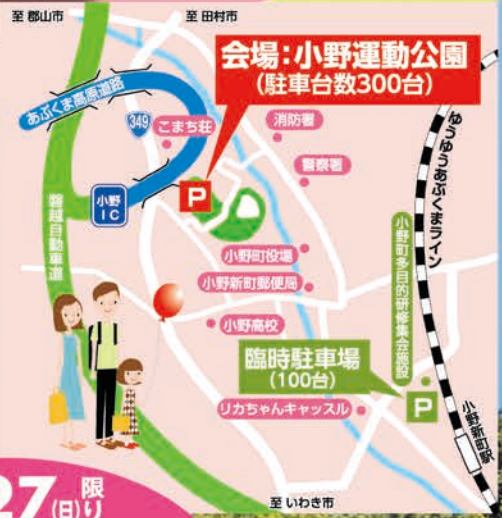 至 郡山市
至 田村市
会場:小野運動公園
(駐車台数300台)
あぶくま高原道路
349
こまち荘
消防署
警察署
ゆうゆうあぶくまライン
小野
IC
P
磐越自動車道
小野町役場
小野新町郵便局
小野高校
小野町多目的研修集会施設
臨時駐車場
(100台)
P
リカちゃんキャッスル
小野新町駅
27(日)限り
至 いわき市